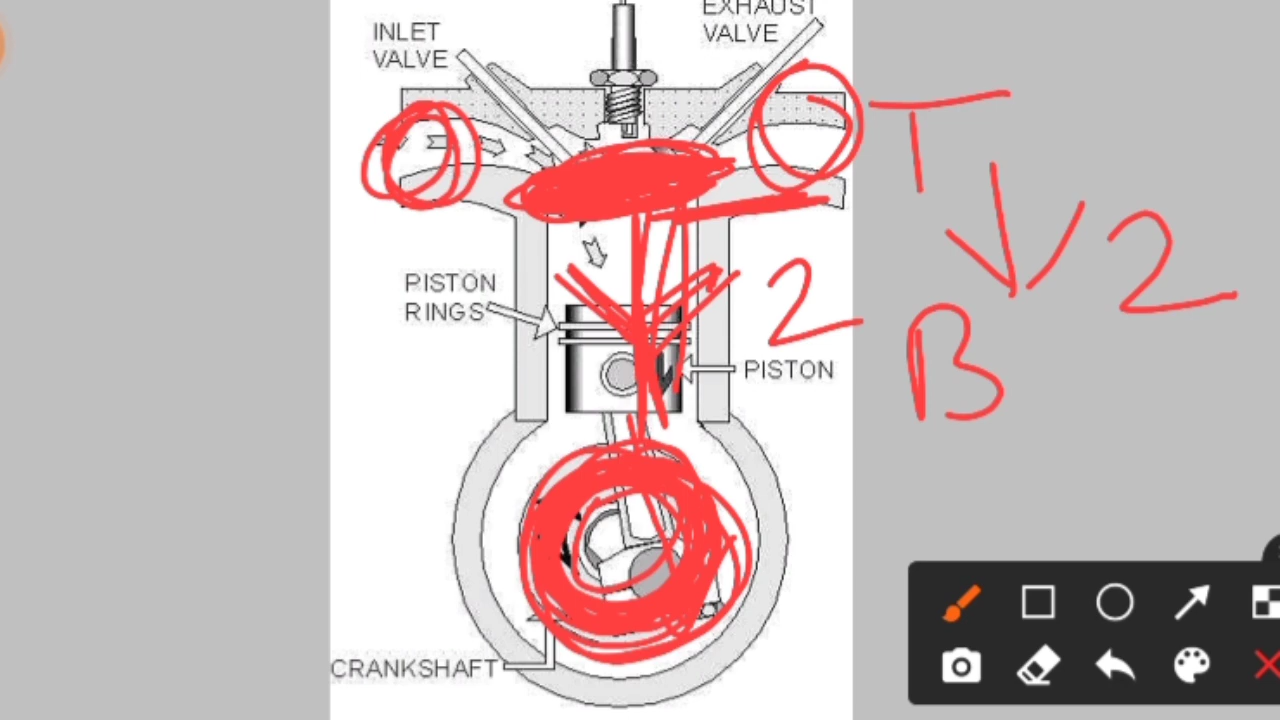 INLET
VALVE
EXHAUST
VALVE
T
2
PISTON
RINGS
2
B
PISTON
CRANKSHAFT